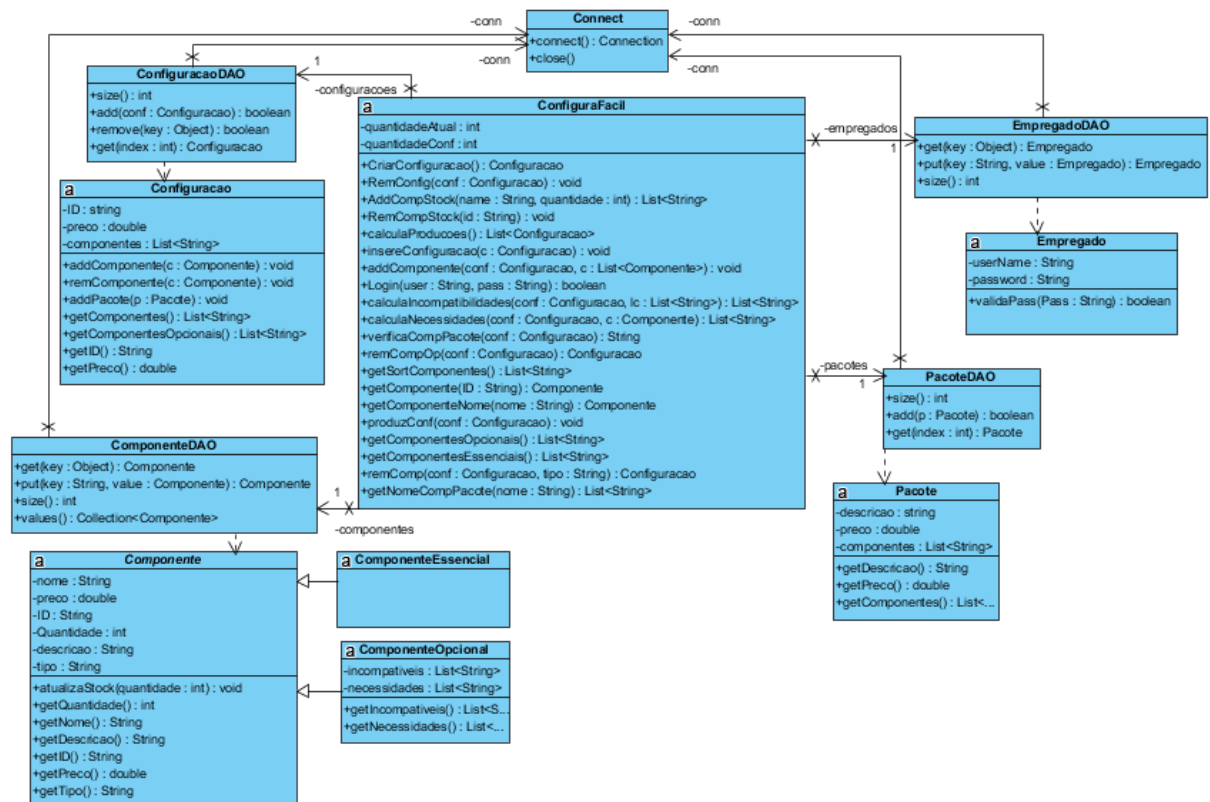 Connect
+connect() : Connection
+close()
-conn
-conn
-conn
-conn
ConfiguracaoDAO
+size() : int
+add(conf : Configuracao) : boolean
+remove(key : Object) : boolean
+get(index : int) : Configuracao
1
-configuracoes
a Configuracao
-ID : string
-preco : double
-componentes : List<String>
+addComponente(c : Componente) : void
+remComponente(c : Componente) : void
+addPacote(p : Pacote) : void
+getComponentes() : List<String>
+getComponentesOpcionais() : List<String>
+getID() : String
+getPreco() : double
a ConfiguraFacil
-quantidadeAtual : int
-quantidadeConf : int
+CriarConfiguracao() : Configuracao
+RemConfig(conf : Configuracao) : void
+AddCompStock(name : String, quantidade : int) : List<String>
+RemCompStock(id : String) : void
+calculaProducoes() : List<Configuracao>
+insereConfiguracao(c : Configuracao) : void
+addComponente(conf : Configuracao, c : List<Componente>) : void
+Login(user : String, pass : String) : boolean
+calculaIncompatibilidades(conf : Configuracao, lc : List<String>) : List<String>
+calculaNecessidades(conf : Configuracao, c : Componente) : List<String>
+verificaCompPacote(conf : Configuracao) : String
+remCompOp(conf : Configuracao) : Configuracao
+getSortComponentes() : List<String>
+getComponente(ID : String) : Componente
+getComponenteNome(nome : String) : Componente
+produzConf(conf : Configuracao) : void
+getComponentesOpcionais() : List<String>
+getComponentesEssenciais() : List<String>
+remComp(conf : Configuracao, tipo : String) : Configuracao
+getNomeCompPacote(nome : String) : List<String>
-empregados
1
EmpregadoDAO
+get(key : Object) : Empregado
+put(key : String, value : Empregado) : Empregado
+size() : int
a Empregado
-userName : String
-password : String
+validaPass(Pass : String) : boolean
-pacotes
1
PacoteDAO
+size() : int
+add(p : Pacote) : boolean
+get(index : int) : Pacote
a Pacote
-descricao : string
-preco : double
-componentes : List<String>
+getDescricao() : String
+getPreco() : double
+getComponentes() : List<...
ComponenteDAO
+get(key : Object) : Componente
+put(key : String, value : Componente) : Componente
+size() : int
+values() : Collection<Componente>
1
-componentes
a Componente
-nome : String
-preco : double
-ID : String
-Quantidade : int
-descricao : String
-tipo : String
+atualizaStock(quantidade : int) : void
+getQuantidade() : int
+getNome() : String
+getDescricao() : String
+getID() : String
+getPreco() : double
+getTipo() : String
a ComponenteEssencial
a ComponenteOpcional
-incompativeis : List<String>
-necessidades : List<String>
+getIncompativeis() : List<S...
+getNecessidades() : List<...